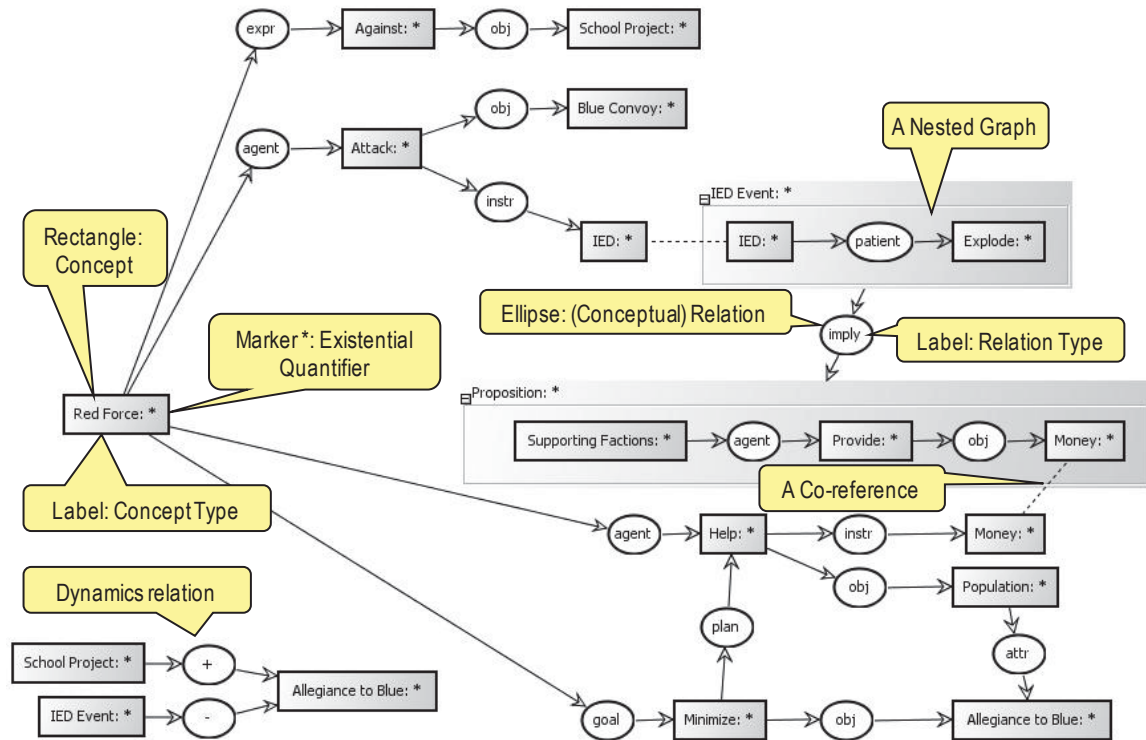 expr
Against: *
obj
School Project: *
obj
Blue Convoy: *
A Nested Graph
agent
Attack: *
instr
IED Event: *
Rectangle:
Concept
IED: *
IED: *
patient
Explode: *
Ellipse: (Conceptual) Relation
imply
Label: Relation Type
Marker *: Existential
Quantifier
Proposition: *
Red Force: *
Supporting Factions: *
agent
Provide: *
obj
Money: *
A Co-reference
Label: Concept Type
agent
Help: *
instr
Money: *
Dynamics relation
obj
Population: *
plan
attr
School Project: *
+
Allegiance to Blue: *
IED Event: *
-
goal
Minimize: *
obj
Allegiance to Blue: *